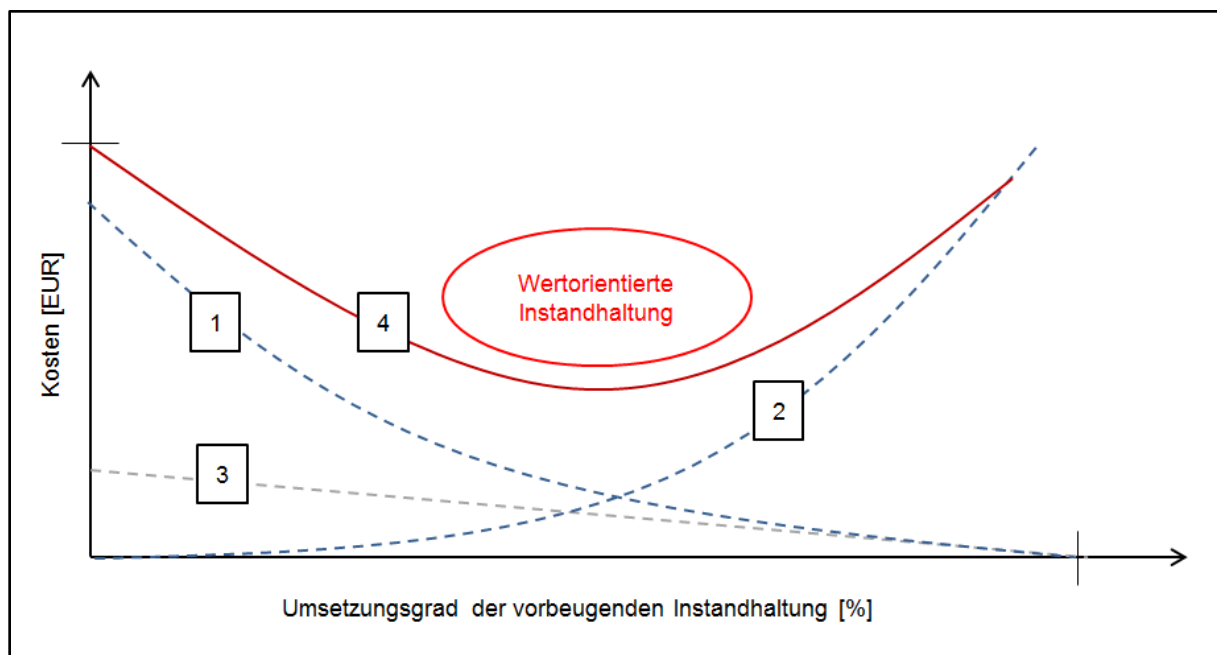 Wertorientierte
Instandhaltung
1
4
2
3
Kosten [EUR]
Umsetzungsgrad der vorbeugenden Instandhaltung [%]